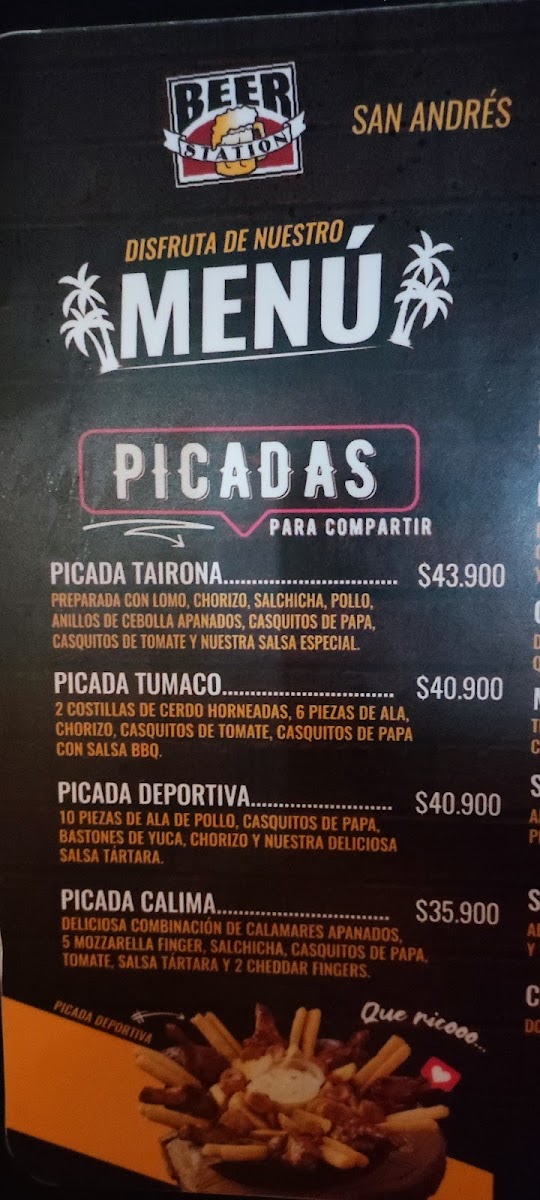 BEER
STATION
SAN ANDRÉS
DISFRUTA DE NUESTRO
MENÚ
PICADAS
PARA COMPARTIR
PICADA TAIRONA.............................. $43.900
PREPARADA CON LOMO, CHORIZO, SALCHICHA, POLLO,
ANILLOS DE CEBOLLA APANADOS, CASQUITOS DE PAPA,
CASQUITOS DE TOMATE Y NUESTRA SALSA ESPECIAL.
PICADA TUMACO.............................. $40.900
2 COSTILLAS DE CERDO HORNEADAS, 6 PIEZAS DE ALA,
CHORIZO, CASQUITOS DE TOMATE, CASQUITOS DE PAPA
CON SALSA BBQ.
PICADA DEPORTIVA........................ $40.900
10 PIEZAS DE ALA DE POLLO, CASQUITOS DE PAPA,
BASTONES DE YUCA, CHORIZO Y NUESTRA DELICIOSA
SALSA TÁRTARA.
PICADA CALIMA.............................. $35.900
DELICIOSA COMBINACIÓN DE CALAMARES APANADOS,
5 MOZZARELLA FINGER, SALCHICHA, CASQUITOS DE PAPA,
TOMATE, SALSA TÁRTARA Y 2 CHEDDAR FINGERS.
PICADA DEPORTIVA
Que ricooo...